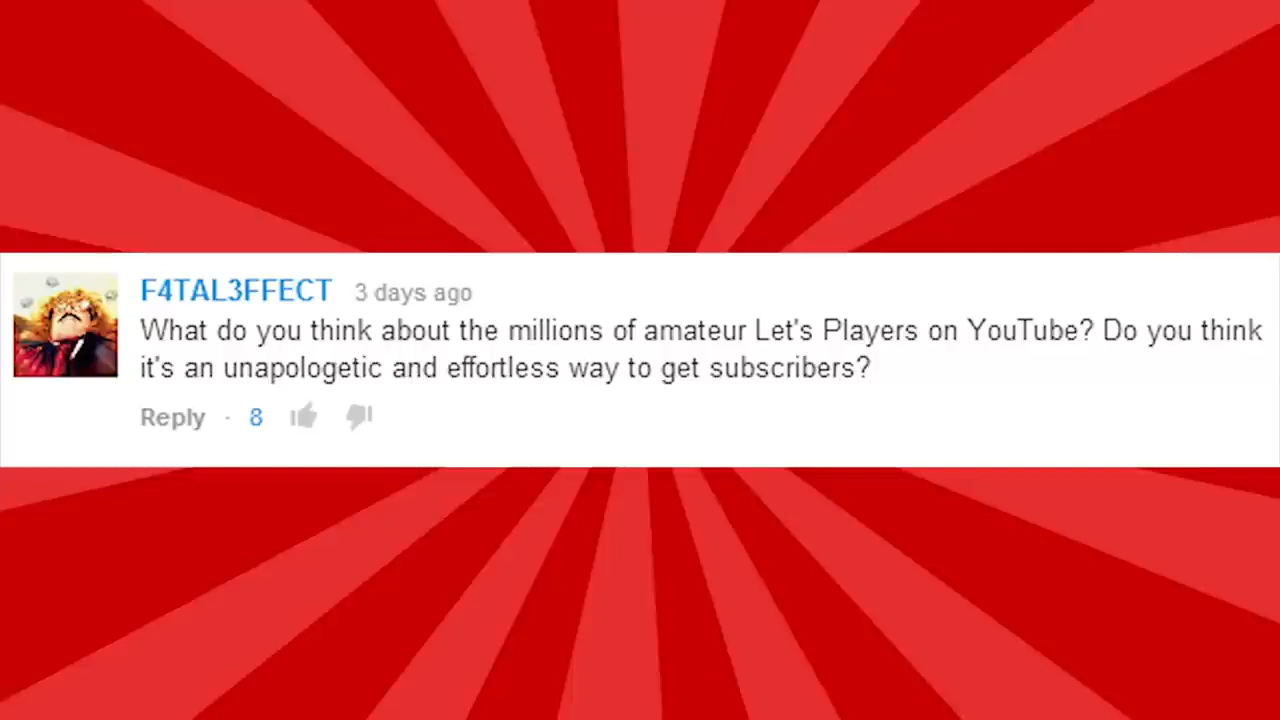 F4TAL3FFECT 3 days ago
What do you think about the millions of amateur Let's Players on YouTube? Do you think
it's an unapologetic and effortless way to get subscribers?
Reply · 8